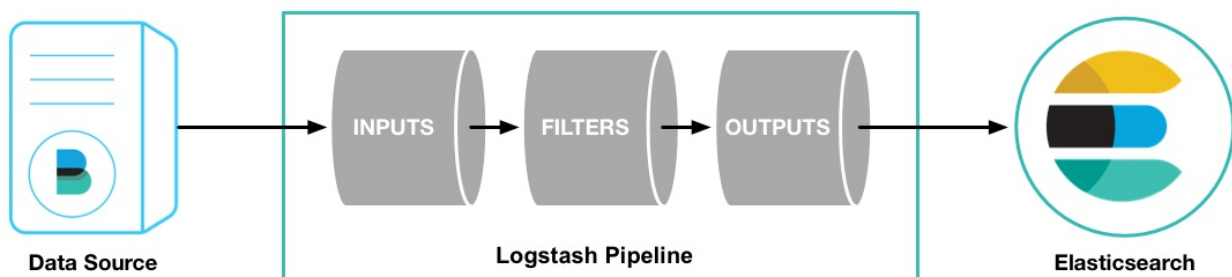 INPUTS
FILTERS
OUTPUTS
Data Source
Logstash Pipeline
Elasticsearch